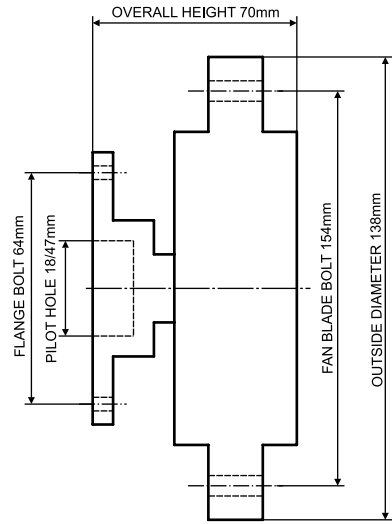 OVERALL HEIGHT 70mm
FLANGE BOLT 64mm
PILOT HOLE 18/47mm
FAN BLADE BOLT 154mm
OUTSIDE DIAMETER 138mm